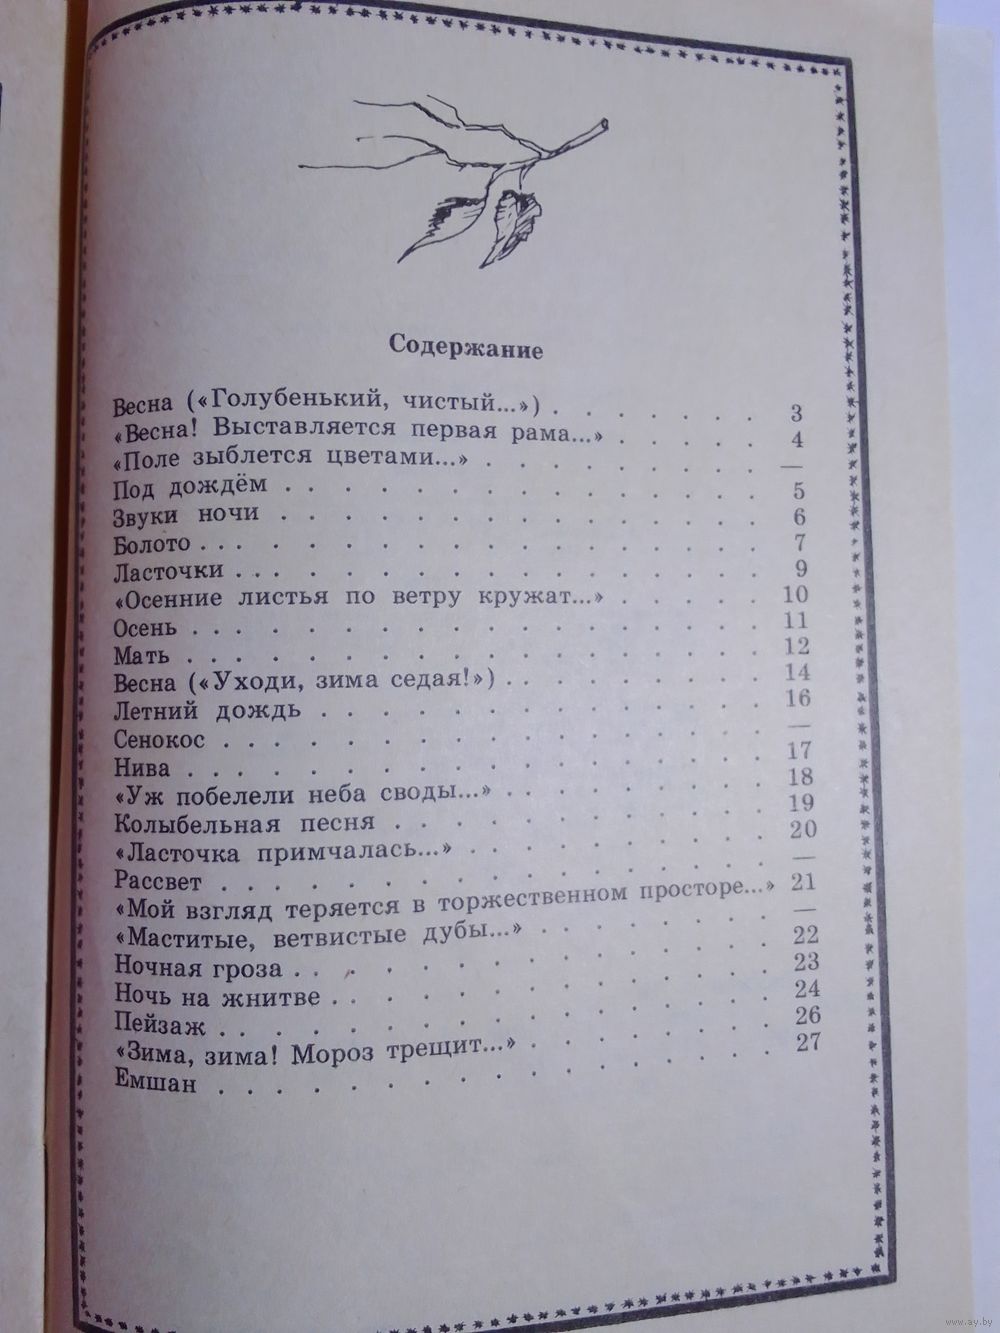 Содержание
Весна («Голубенький, чистый...») . . . . . . . 3
«Весна! Выставляется первая рама...» . . . . . 4
«Поле зыблется цветами...» . . . . . . . . . —
Под дождём . . . . . . . . . . . . . . . 5
Звуки ночи . . . . . . . . . . . . . . . 6
Болото . . . . . . . . . . . . . . . . . 7
Ласточки . . . . . . . . . . . . . . . . 9
«Осенние листья по ветру кружат...» . . . . . 10
Осень . . . . . . . . . . . . . . . . . 11
Мать . . . . . . . . . . . . . . . . . 12
Весна («Уходи, зима седая!») . . . . . . . . 14
Летний дождь . . . . . . . . . . . . . . 16
Сенокос . . . . . . . . . . . . . . . . —
Нива . . . . . . . . . . . . . . . . . 17
«Уж побелели неба своды...» . . . . . . . . 18
Колыбельная песня . . . . . . . . . . . . 19
«Ласточка примчалась...» . . . . . . . . . 20
Рассвет . . . . . . . . . . . . . . . . —
«Мой взгляд теряется в торжественном просторе...» 21
«Маститые, ветвистые дубы...» . . . . . . . —
Ночная гроза . . . . . . . . . . . . . . 22
Ночь на жнитве . . . . . . . . . . . . . 23
Пейзаж . . . . . . . . . . . . . . . . 24
«Зима, зима! Мороз трещит...» . . . . . . . 26
Емшан . . . . . . . . . . . . . . . . 27
www.ay.by